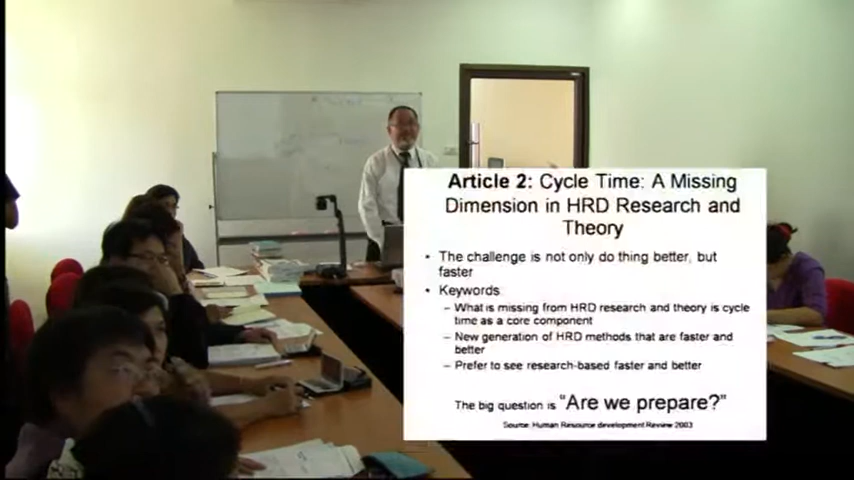 Article 2: Cycle Time: A Missing
Dimension in HRD Research and
Theory
• The challenge is not only do thing better, but
faster
• Keywords
– What is missing from HRD research and theory is cycle
time as a core component
– New generation of HRD methods that are faster and
better
– Prefer to see research-based faster and better
The big question is "Are we prepare?"
Source: Human Resource development Review 2003